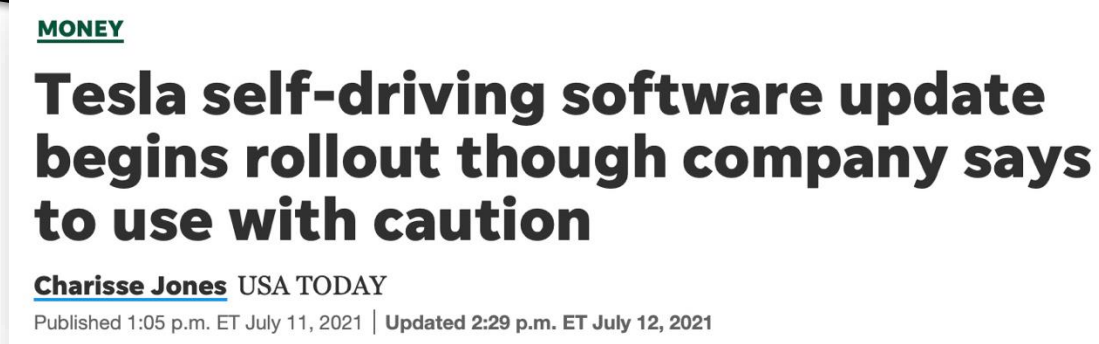 MONEY
Tesla self-driving software update
begins rollout though company says
to use with caution
Charisse Jones USA TODAY
Published 1:05 p.m. ET July 11, 2021 | Updated 2:29 p.m. ET July 12, 2021